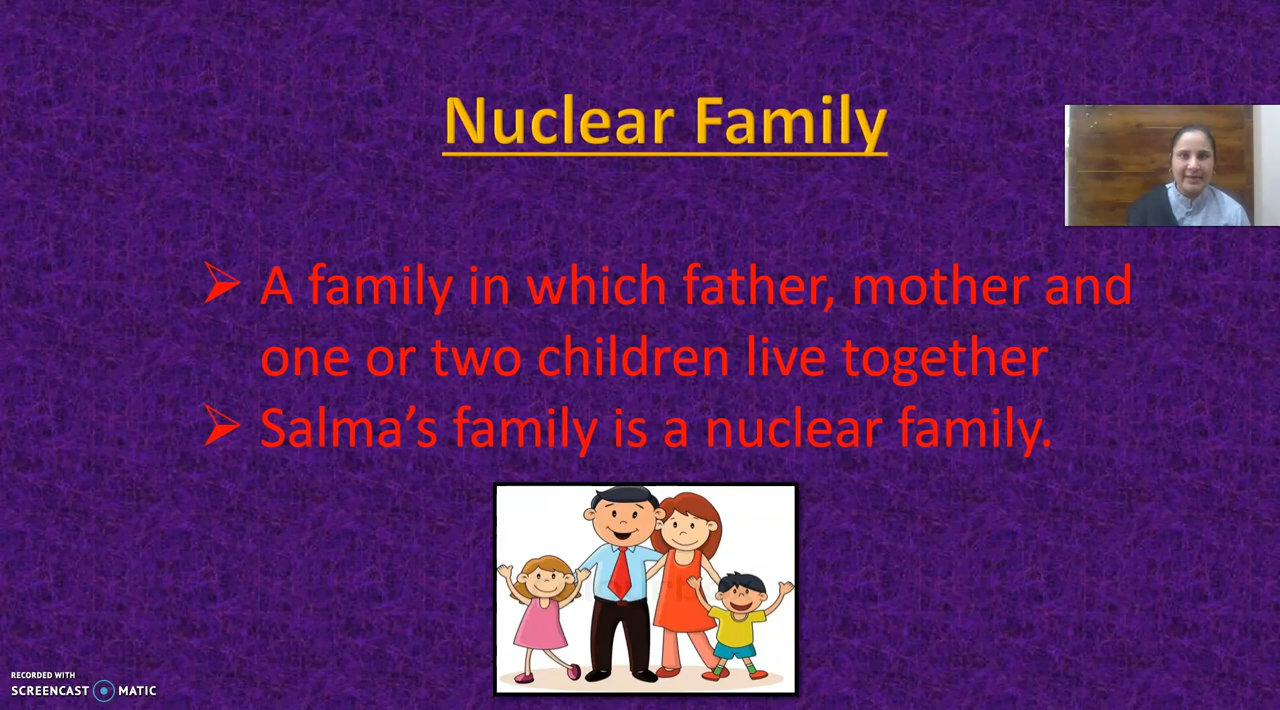 Nuclear Family
➢ A family in which father, mother and
one or two children live together.
➢ Salma’s family is a nuclear family.
RECORDED WITH
SCREENCAST MATIC